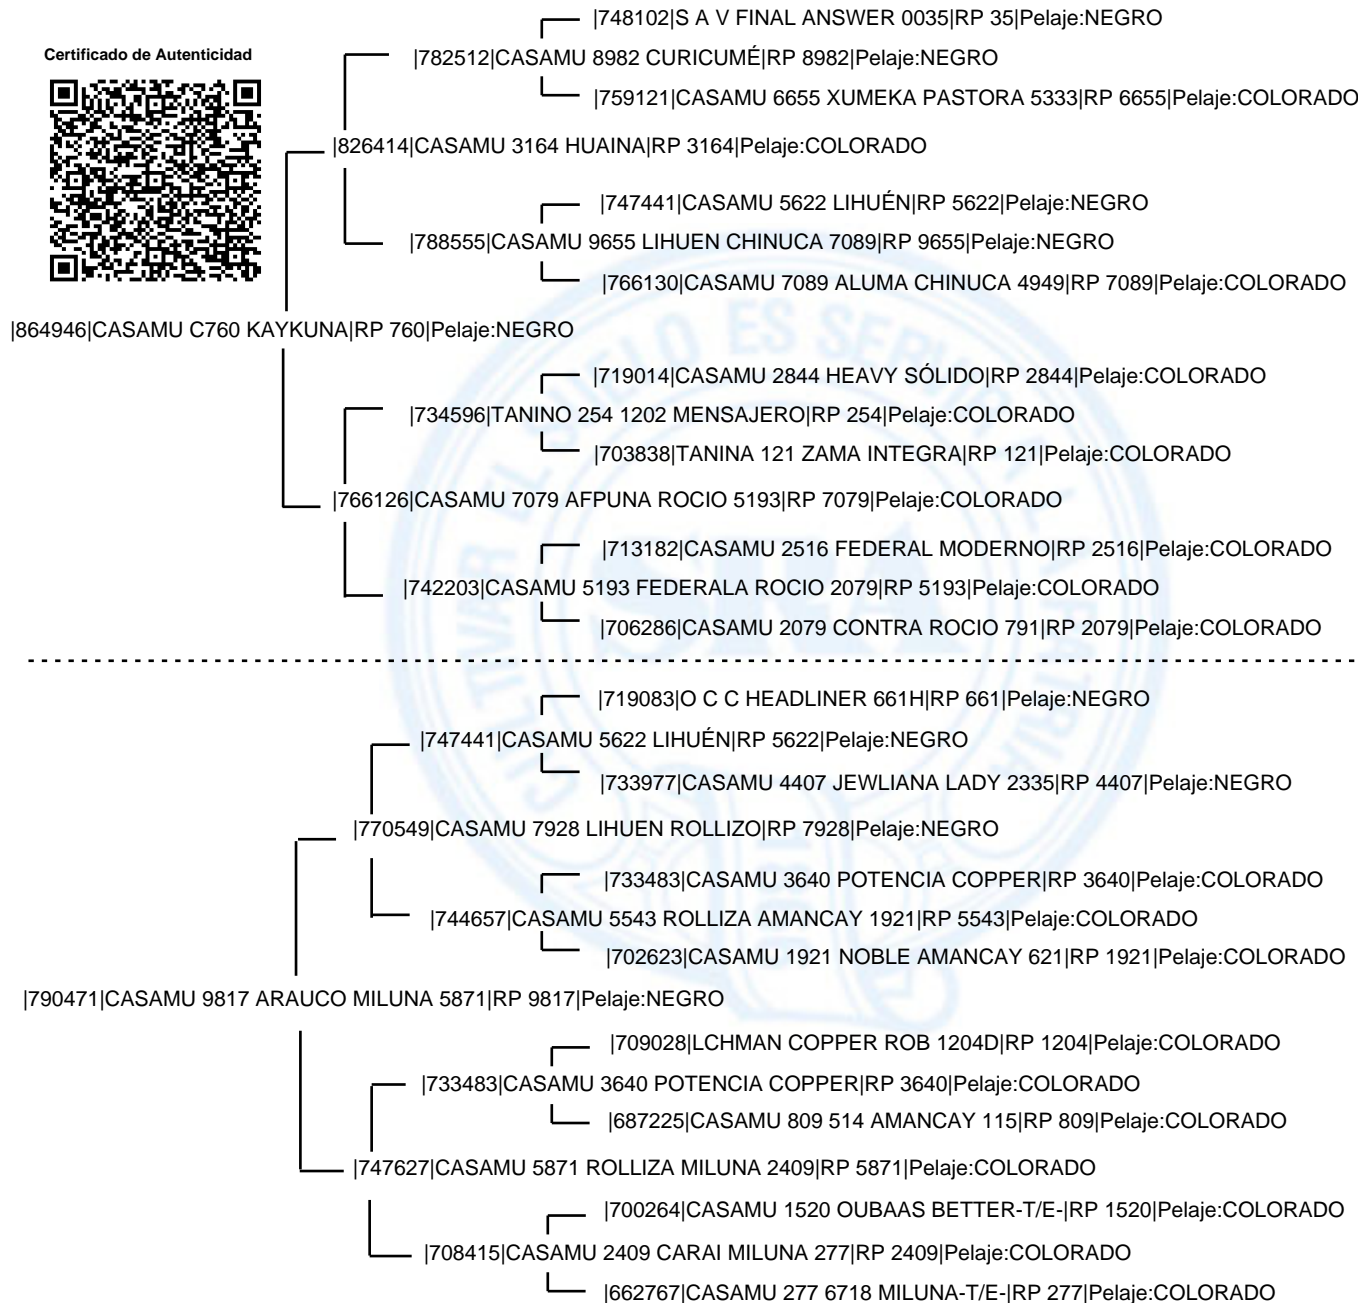 |748102|S A V FINAL ANSWER 0035|RP 35|Pelaje:NEGRO
Certificado de Autenticidad
|782512|CASAMU 8982 CURICUMÉ|RP 8982|Pelaje:NEGRO
|759121|CASAMU 6655 XUMEKA PASTORA 5333|RP 6655|Pelaje:COLORADO
|826414|CASAMU 3164 HUAINA|RP 3164|Pelaje:COLORADO
|747441|CASAMU 5622 LIHUÉN|RP 5622|Pelaje:NEGRO
|788555|CASAMU 9655 LIHUEN CHINUCA 7089|RP 9655|Pelaje:NEGRO
|766130|CASAMU 7089 ALUMA CHINUCA 4949|RP 7089|Pelaje:COLORADO
|864946|CASAMU C760 KAYKUNA|RP 760|Pelaje:NEGRO
|719014|CASAMU 2844 HEAVY SÓLIDO|RP 2844|Pelaje:COLORADO
|734596|TANINO 254 1202 MENSAJERO|RP 254|Pelaje:COLORADO
|703838|TANINA 121 ZAMA INTEGRA|RP 121|Pelaje:COLORADO
|766126|CASAMU 7079 AFPUNA ROCIO 5193|RP 7079|Pelaje:COLORADO
|713182|CASAMU 2516 FEDERAL MODERNO|RP 2516|Pelaje:COLORADO
|742203|CASAMU 5193 FEDERALA ROCIO 2079|RP 5193|Pelaje:COLORADO
|706286|CASAMU 2079 CONTRA ROCIO 791|RP 2079|Pelaje:COLORADO
|719083|O C C HEADLINER 661H|RP 661|Pelaje:NEGRO
|747441|CASAMU 5622 LIHUÉN|RP 5622|Pelaje:NEGRO
|733977|CASAMU 4407 JEWLIANA LADY 2335|RP 4407|Pelaje:NEGRO
|770549|CASAMU 7928 LIHUEN ROLLIZO|RP 7928|Pelaje:NEGRO
|733483|CASAMU 3640 POTENCIA COPPER|RP 3640|Pelaje:COLORADO
|744657|CASAMU 5543 ROLLIZA AMANCAY 1921|RP 5543|Pelaje:COLORADO
|702623|CASAMU 1921 NOBLE AMANCAY 621|RP 1921|Pelaje:COLORADO
|790471|CASAMU 9817 ARAUCO MILUNA 5871|RP 9817|Pelaje:NEGRO
|709028|LCHMAN COPPER ROB 1204D|RP 1204|Pelaje:COLORADO
|733483|CASAMU 3640 POTENCIA COPPER|RP 3640|Pelaje:COLORADO
|687225|CASAMU 809 514 AMANCAY 115|RP 809|Pelaje:COLORADO
|747627|CASAMU 5871 ROLLIZA MILUNA 2409|RP 5871|Pelaje:COLORADO
|700264|CASAMU 1520 OUBAAS BETTER-T/E-|RP 1520|Pelaje:COLORADO
|708415|CASAMU 2409 CARAI MILUNA 277|RP 2409|Pelaje:COLORADO
|662767|CASAMU 277 6718 MILUNA-T/E-|RP 277|Pelaje:COLORADO
CULTIVAR EL SUELO ES SERVIR A LA PATRIA
SRA
1866